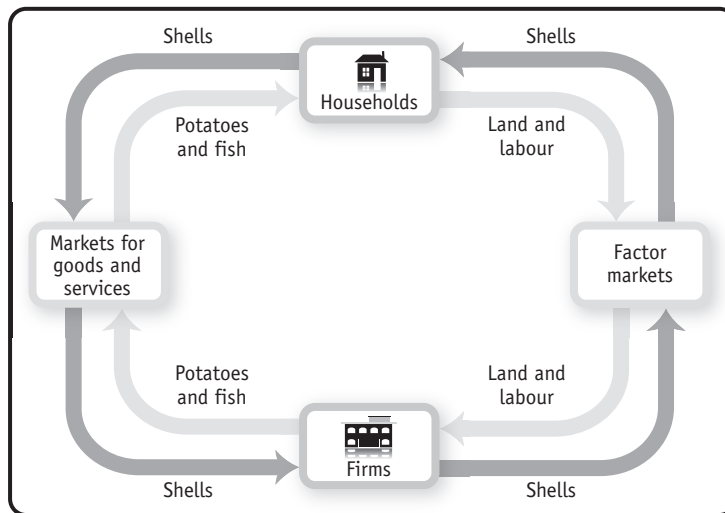 Shells
Shells
Households
Potatoes
and fish
Land and
labour
Markets for
goods and
services
Factor
markets
Potatoes
and fish
Land and
labour
Firms
Shells
Shells